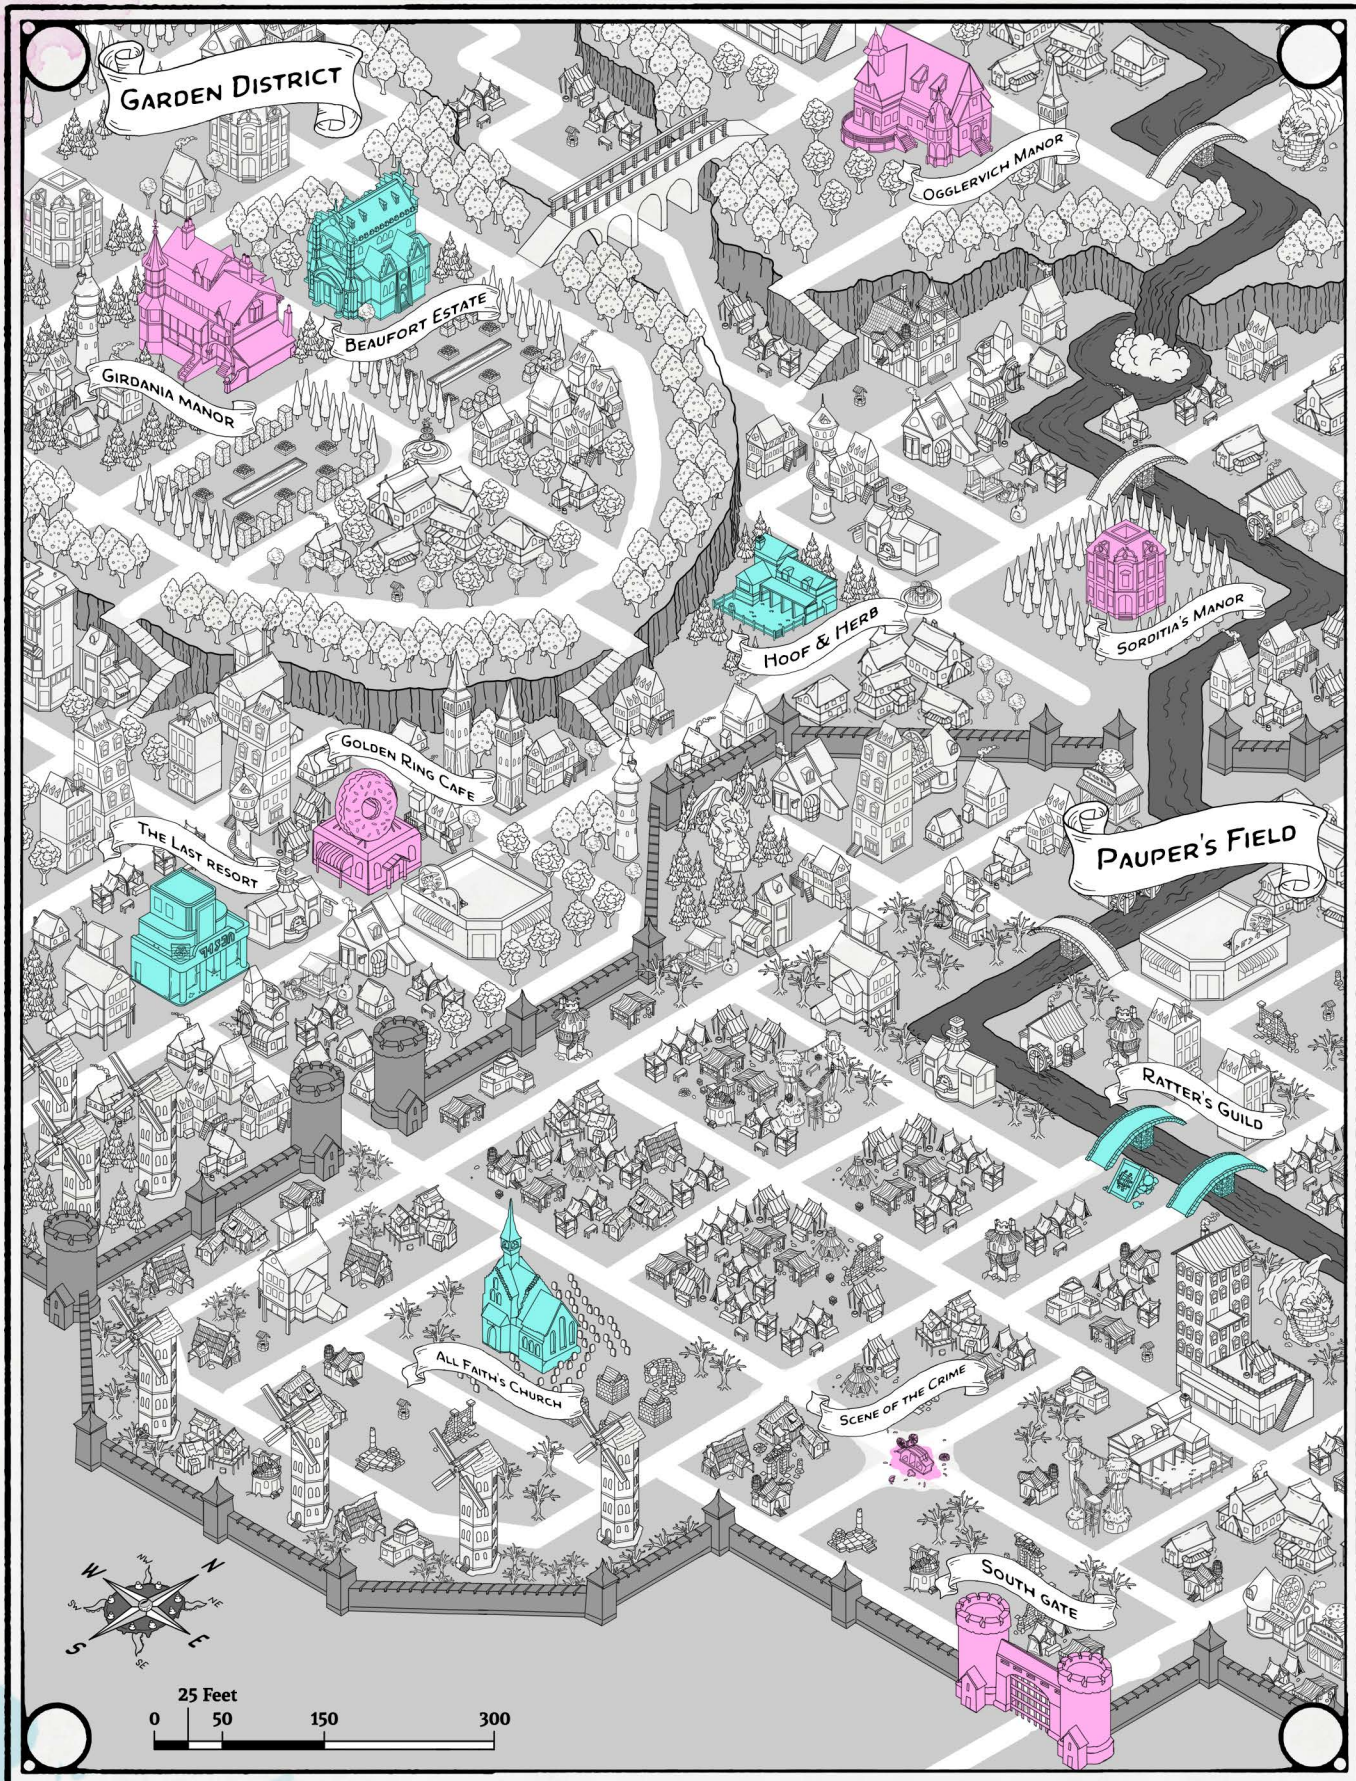 GARDEN DISTRICT
OGGLERVICH MANOR
BEAUFORT ESTATE
GIRDANIA MANOR
HOOF & HERB
SORDITIA'S MANOR
GOLDEN RING CAFE
THE LAST RESORT
PAUPER'S FIELD
RATTER'S GUILD
ALL FAITH'S CHURCH
SCENE OF THE CRIME
SOUTH GATE
NW
W N
SW NE
S E
SE
25 Feet
0 50 150 300